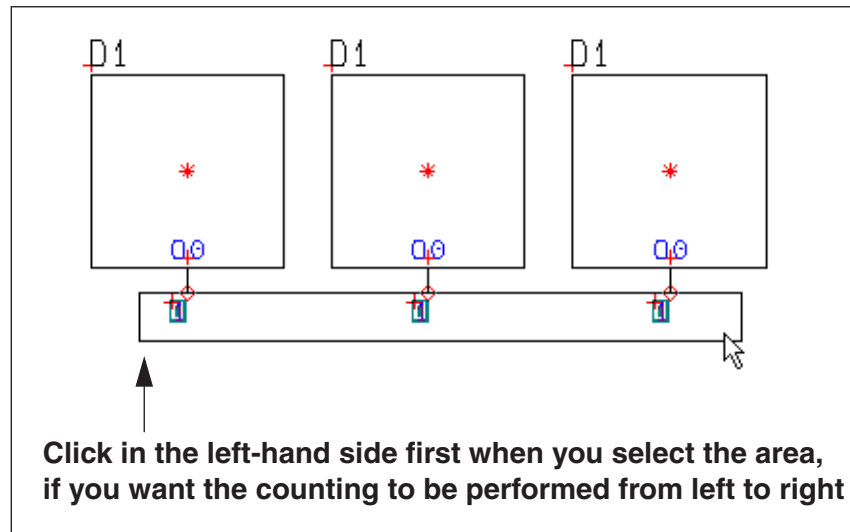 D1 D1 D1
Q0 Q0 Q0
1 1 1
Click in the left-hand side first when you select the area,
if you want the counting to be performed from left to right